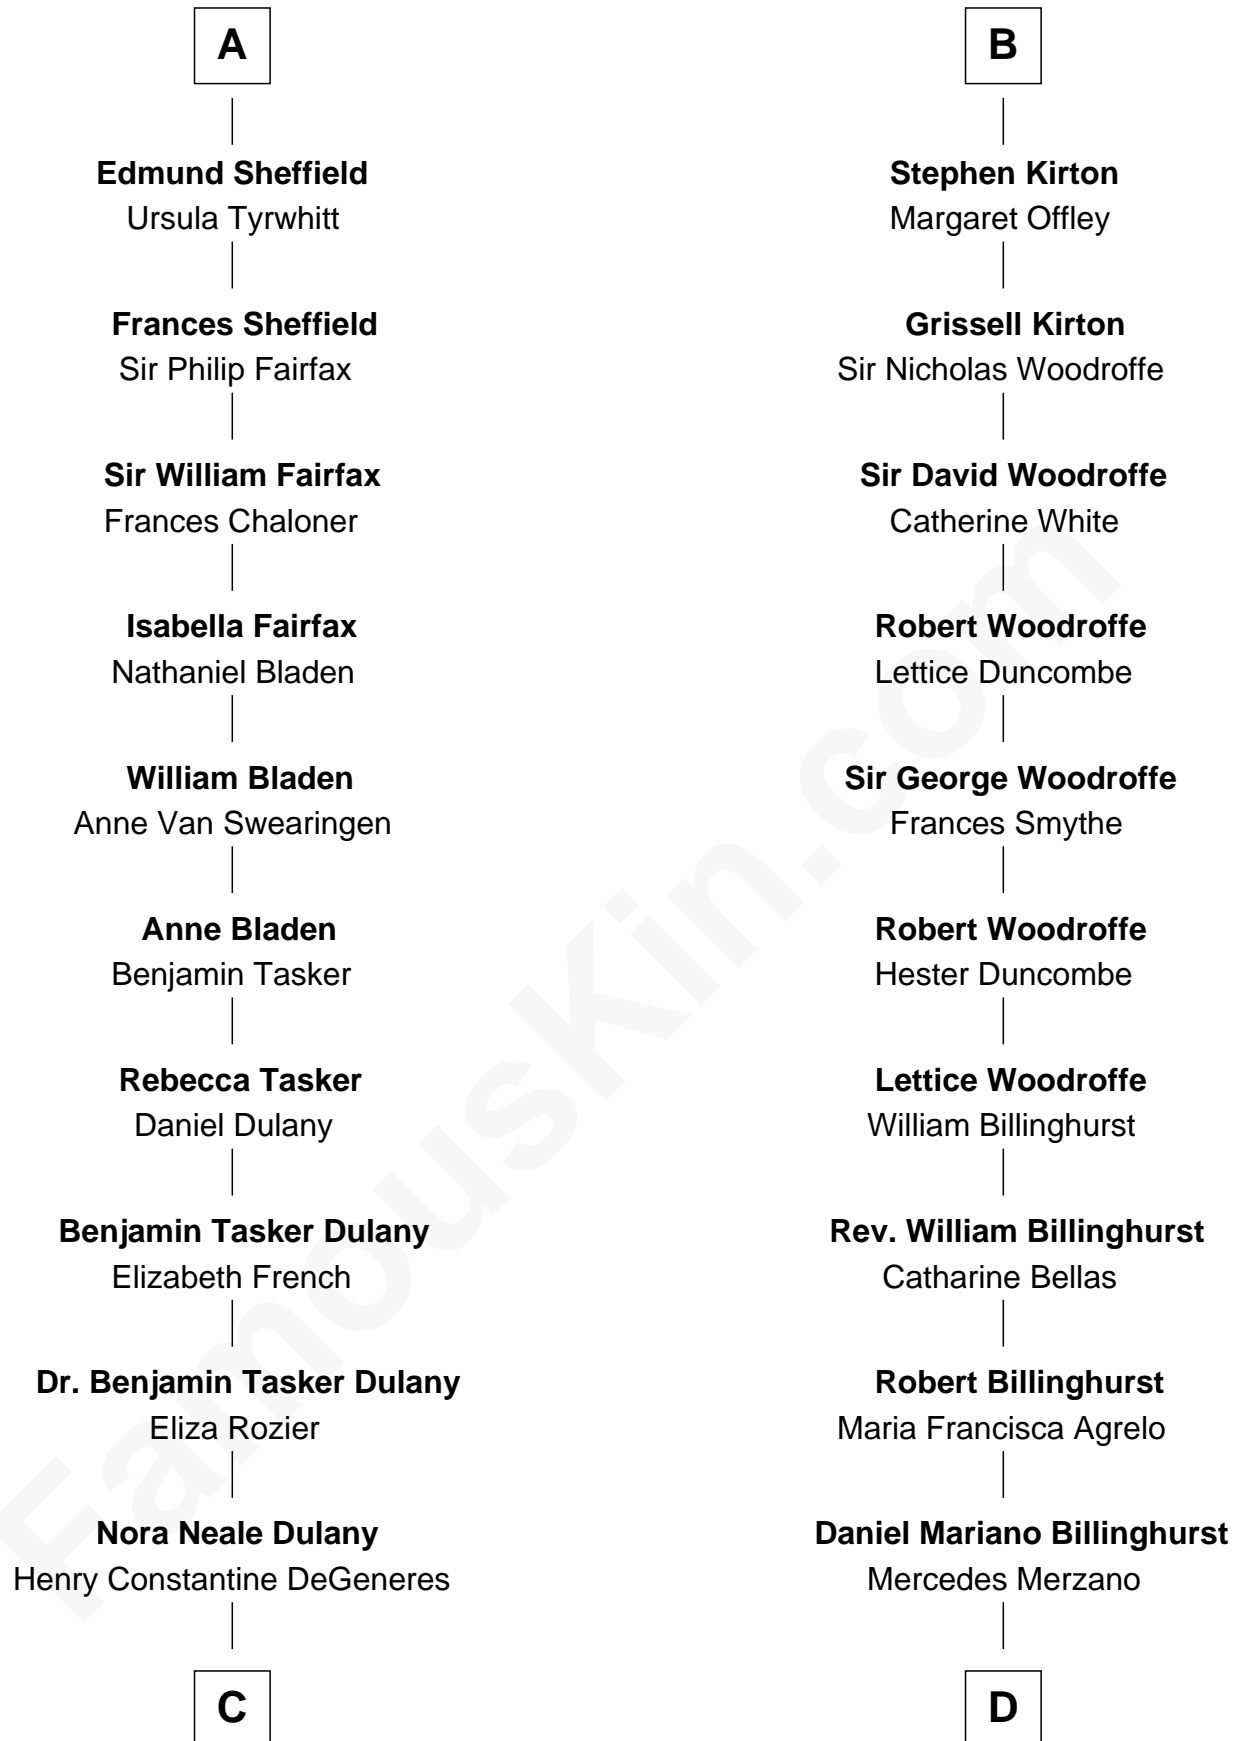 A
Edmund Sheffield
Ursula Tyrwhitt
Frances Sheffield
Sir Philip Fairfax
Sir William Fairfax
Frances Chaloner
Isabella Fairfax
Nathaniel Bladen
William Bladen
Anne Van Swearingen
Anne Bladen
Benjamin Tasker
Rebecca Tasker
Daniel Dulany
Benjamin Tasker Dulany
Elizabeth French
Dr. Benjamin Tasker Dulany
Eliza Rozier
Nora Neale Dulany
Henry Constantine DeGeneres
C
B
Stephen Kirton
Margaret Offley
Grissell Kirton
Sir Nicholas Woodroffe
Sir David Woodroffe
Catherine White
Robert Woodroffe
Lettice Duncombe
Sir George Woodroffe
Frances Smythe
Robert Woodroffe
Hester Duncombe
Lettice Woodroffe
William Billinghurst
Rev. William Billinghurst
Catharine Bellas
Robert Billinghurst
Maria Francisca Agrelo
Daniel Mariano Billinghurst
Mercedes Merzano
D
FamousKin.com